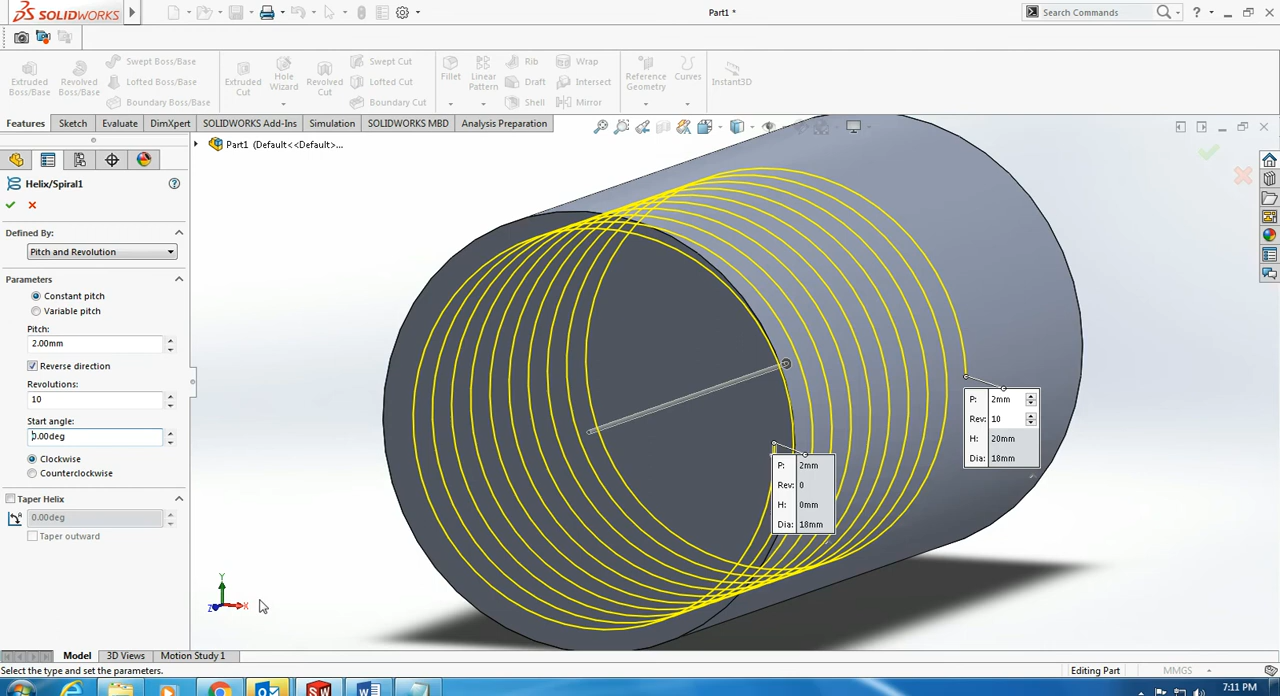 SOLIDWORKS
Part1 *
Search Commands
Extruded Boss/Base
Revolved Boss/Base
Swept Boss/Base
Lofted Boss/Base
Boundary Boss/Base
Extruded Cut
Hole Wizard
Revolved Cut
Swept Cut
Lofted Cut
Boundary Cut
Fillet
Linear Pattern
Rib
Draft
Shell
Wrap
Intersect
Mirror
Reference Geometry
Curves
Instant3D
Features
Sketch
Evaluate
DimXpert
SOLIDWORKS Add-Ins
Simulation
SOLIDWORKS MBD
Analysis Preparation
Part1 (Default<<Default>...
Helix/Spiral1
Defined By:
Pitch and Revolution
Parameters
Constant pitch
Variable pitch
Pitch:
2.00mm
Reverse direction
Revolutions:
10
Start angle:
0.00deg
Clockwise
Counterclockwise
Taper Helix
0.00deg
Taper outward
P: 2mm
Rev: 10
H: 20mm
Dia: 18mm
P: 2mm
Rev: 0
H: 0mm
Dia: 18mm
Y
X
Z
Model
3D Views
Motion Study 1
Select the type and set the parameters.
Editing Part
MMGS
7:11 PM